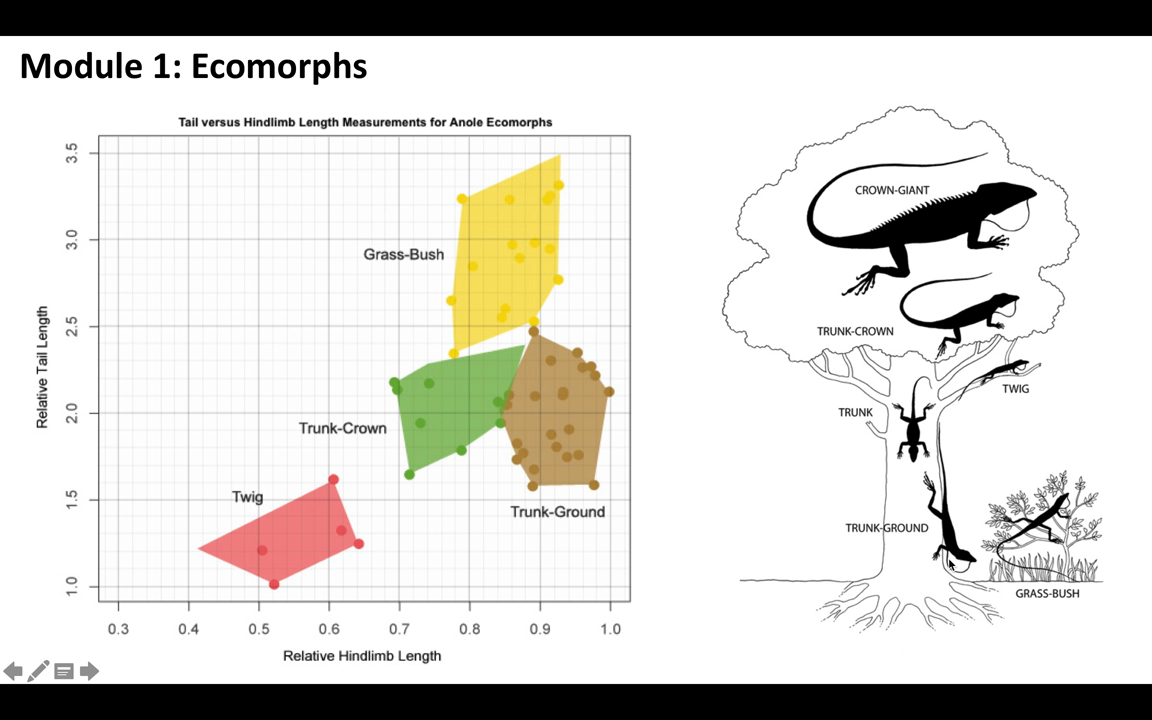 Module 1: Ecomorphs
Tail versus Hindlimb Length Measurements for Anole Ecomorphs
3.5
3.0
2.5
2.0
1.5
1.0
Relative Tail Length
Grass-Bush
Trunk-Crown
Twig
Trunk-Ground
0.3 0.4 0.5 0.6 0.7 0.8 0.9 1.0
Relative Hindlimb Length
CROWN-GIANT
TRUNK-CROWN
TWIG
TRUNK
TRUNK-GROUND
GRASS-BUSH